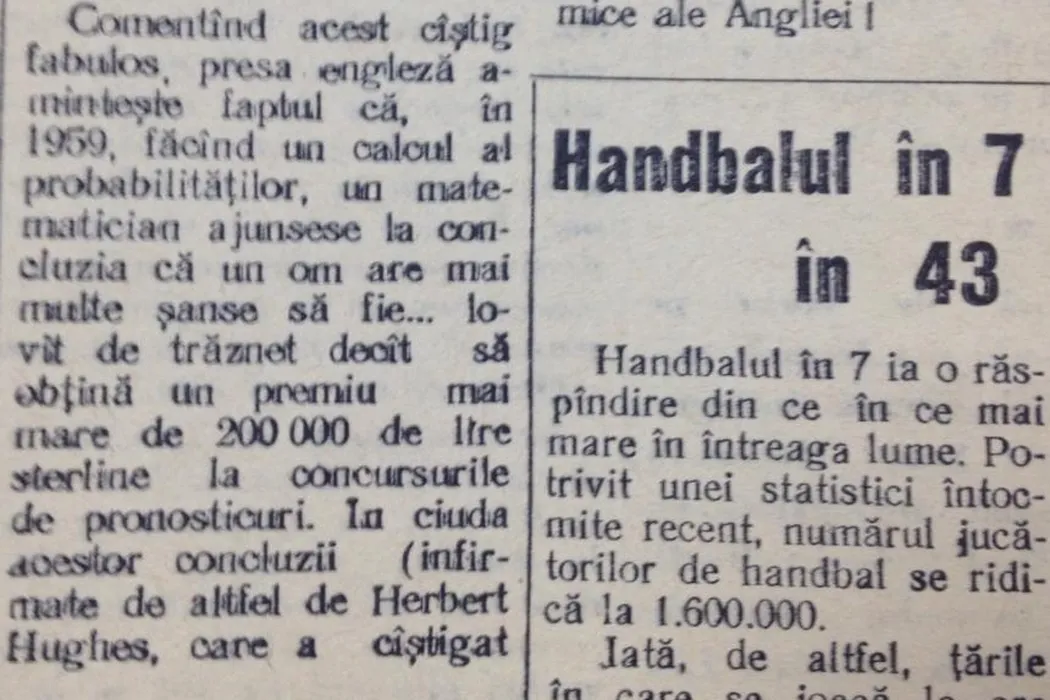 Comentînd acest cîștig
fabulos, presa engleză a-
mintește faptul că, în
1959, făcînd un calcul al
probabilităților, un mate-
matician ajunsese la con-
cluzia că un om are mai
multe șanse să fie... lo-
vit de trăznet decît să
obțină un premiu mai
mare de 200 000 de lire
sterline la concursurile
de pronosticuri. In ciuda
acestor concluzii (infir-
mate de altfel de Herbert
Hughes, care a cîștigat
mice ale Angliei!
Handbalul în 7
în 43
Handbalul în 7 ia o răs-
pîndire din ce în ce mai
mare în întreaga lume. Po-
trivit unei statistici întoc-
mite recent, numărul jucă-
torilor de handbal se ridi-
că la 1.600.000.
Iată, de altfel, țările
în care se joacă